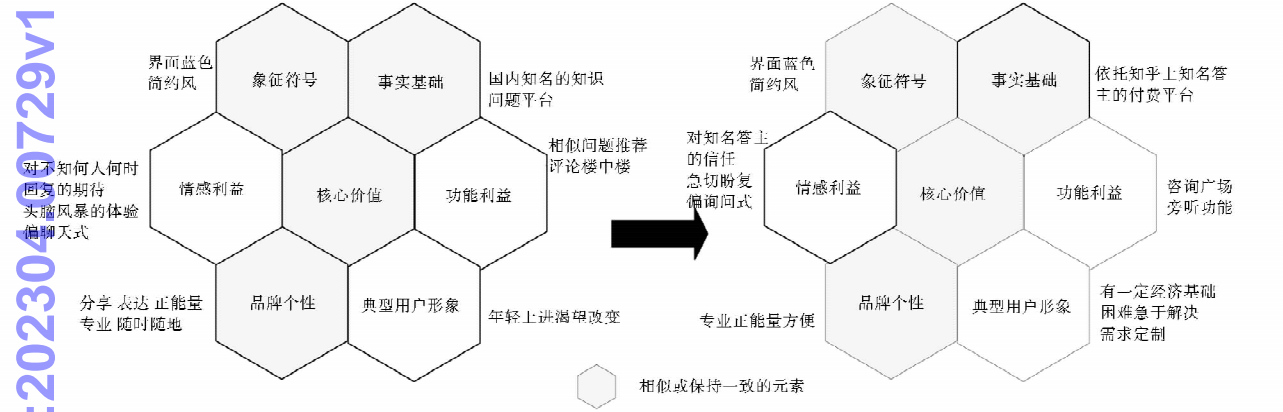 :202304.00729v1
界面蓝色
简约风
象征符号
事实基础
国内知名的知识
问题平台
相似问题推荐
评论楼中楼
对不知何人何时
回复的期待
头脑风暴的体验
偏聊天式
情感利益
核心价值
功能利益
分享 表达 正能量
专业 随时随地
品牌个性
典型用户形象
年轻上进渴望改变
界面蓝色
简约风
象征符号
事实基础
依托知乎上知名答
主的付费平台
对知名答主
的信任
急切盼复
偏询问式
情感利益
核心价值
功能利益
咨询广场
旁听功能
专业正能量方便
品牌个性
典型用户形象
有一定经济基础
困难急于解决
需求定制
相似或保持一致的元素